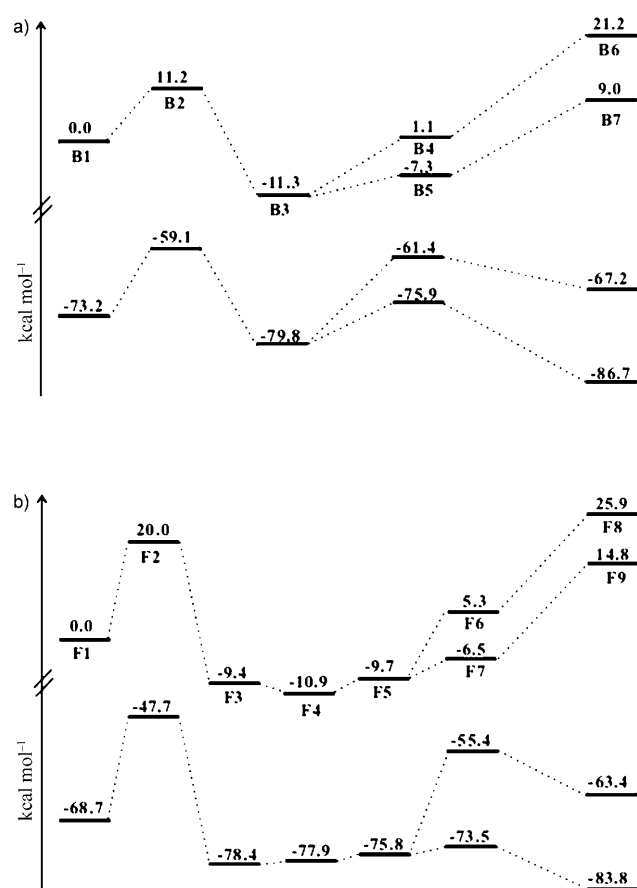 a)
21.2
B6
11.2
B2
9.0
B7
0.0
B1
1.1
B4
-7.3
B5
-11.3
B3
kcal mol⁻¹
-59.1
-61.4
-67.2
-73.2
-75.9
-79.8
-86.7
b)
25.9
F8
20.0
F2
14.8
F9
0.0
F1
5.3
F6
-6.5
F7
-9.4
F3
-10.9
F4
-9.7
F5
kcal mol⁻¹
-47.7
-55.4
-63.4
-68.7
-73.5
-78.4
-77.9
-75.8
-83.8